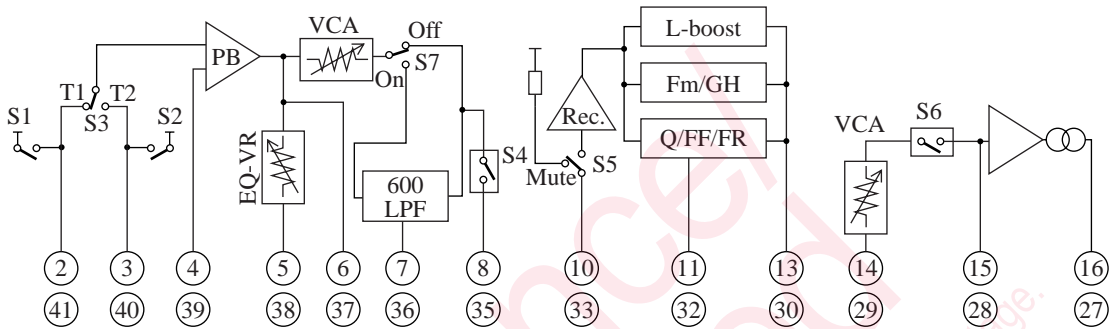 VCA
Off
PB
S7
On
T1
T2
S1
S3
S2
EQ-VR
S4
600
LPF
L-boost
Fm/GH
Rec.
Q/FF/FR
S5
Mute
VCA
S6
2 3 4 5 6 7 8 10 11 13 14 15 16
41 40 39 38 37 36 35 33 32 30 29 28 27